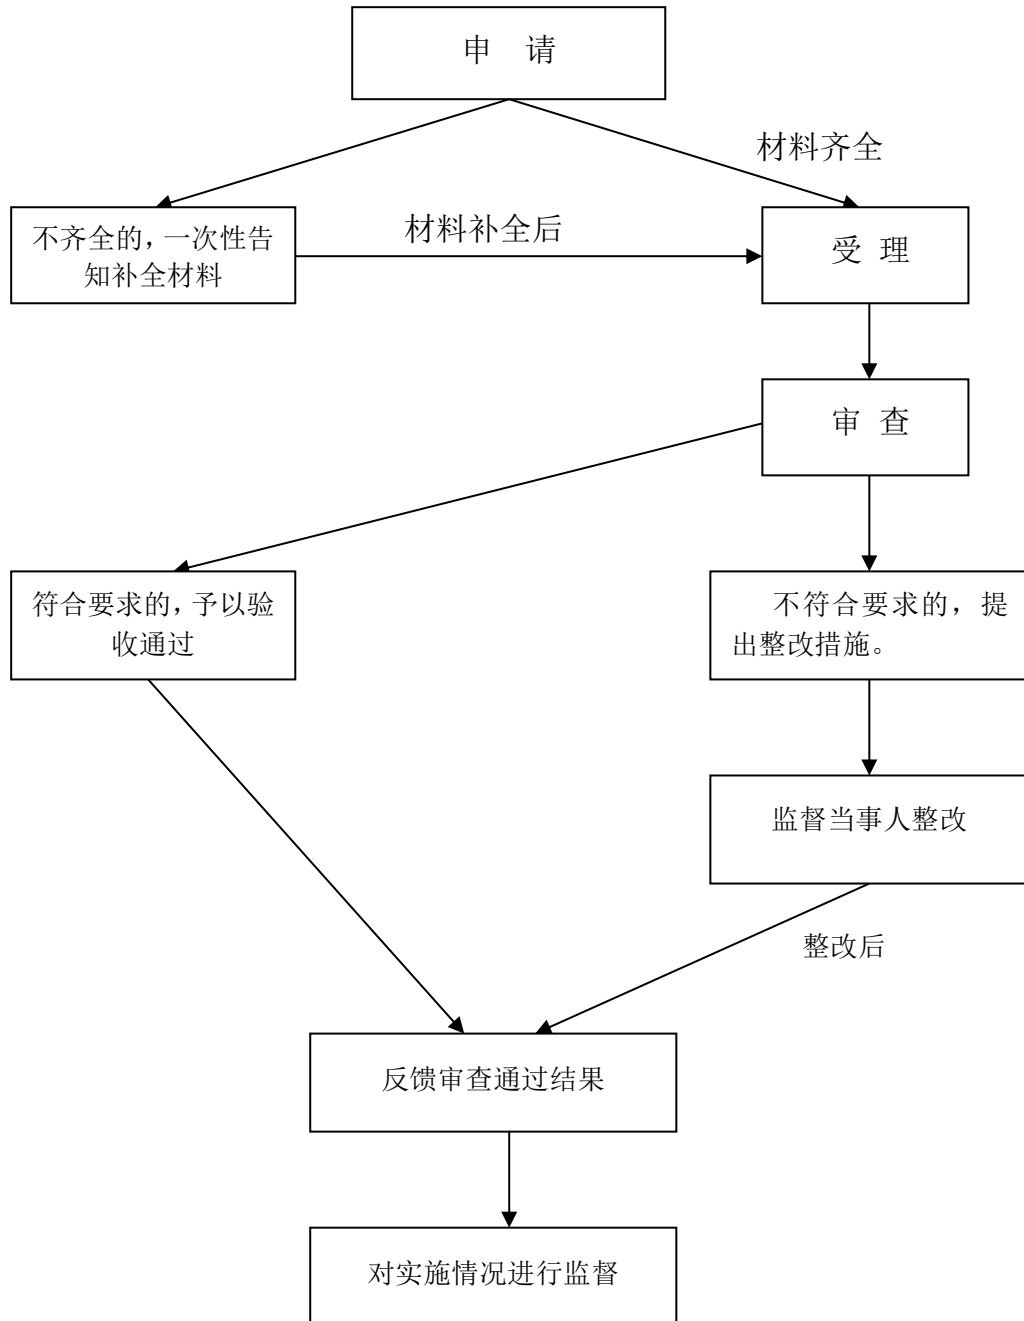 申 请
材料齐全
不齐全的，一次性告
知补全材料
材料补全后
受 理
审 查
符合要求的，予以验
收通过
不符合要求的，提
出整改措施。
监督当事人整改
整改后
反馈审查通过结果
对实施情况进行监督